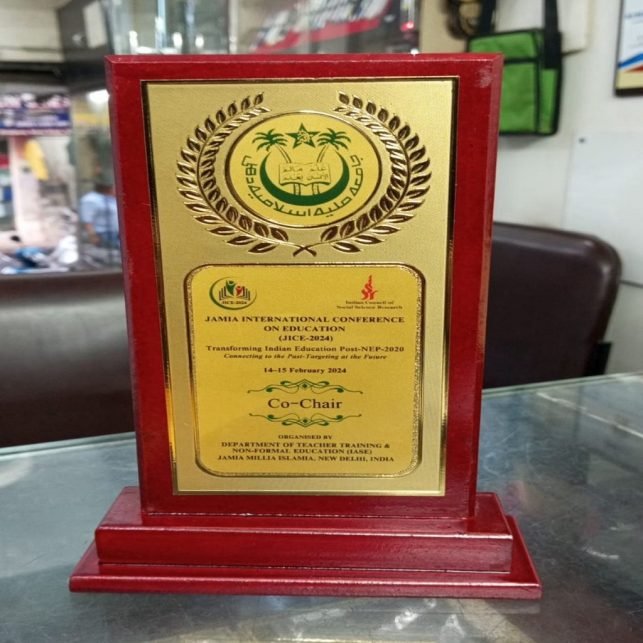 جامعہ ملیہ اسلامیہ دہلی
JICE-2024
Indian Council of
Social Science Research
JAMIA INTERNATIONAL CONFERENCE
ON EDUCATION
(JICE-2024)
Transforming Indian Education Post-NEP-2020
Connecting to the Past-Targeting at the Future
14-15 February 2024
Co-Chair
ORGANISED BY
DEPARTMENT OF TEACHER TRAINING &
NON-FORMAL EDUCATION (IASE)
JAMIA MILLIA ISLAMIA, NEW DELHI, INDIA